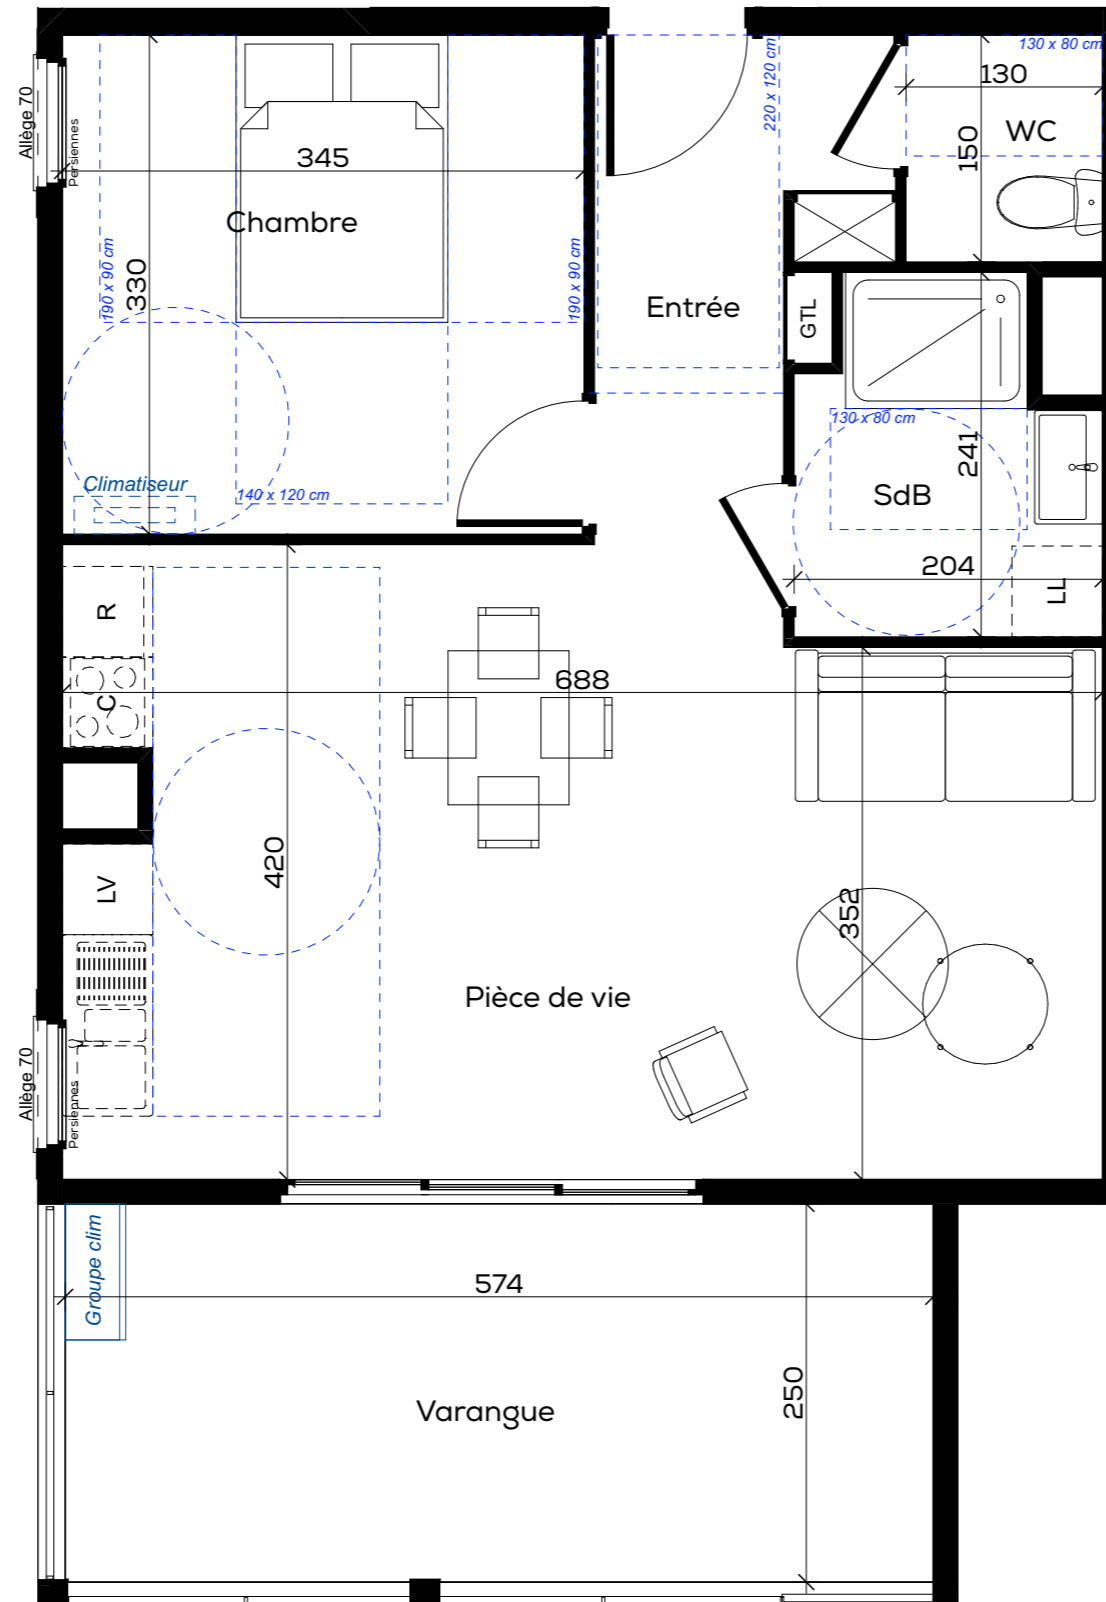 130 x 80 cm
130
220 x 120 cm
Allège 70
Persiennes
WC
150
345
Chambre
190 x 90 cm
330
190 x 90 cm
Entrée
GTL
130 x 80 cm
241
Climatiseur
140 x 120 cm
SdB
204
LL
R
688
C
420
LV
352
Pièce de vie
Allège 70
Persiennes
Groupe clim
574
250
Varangue